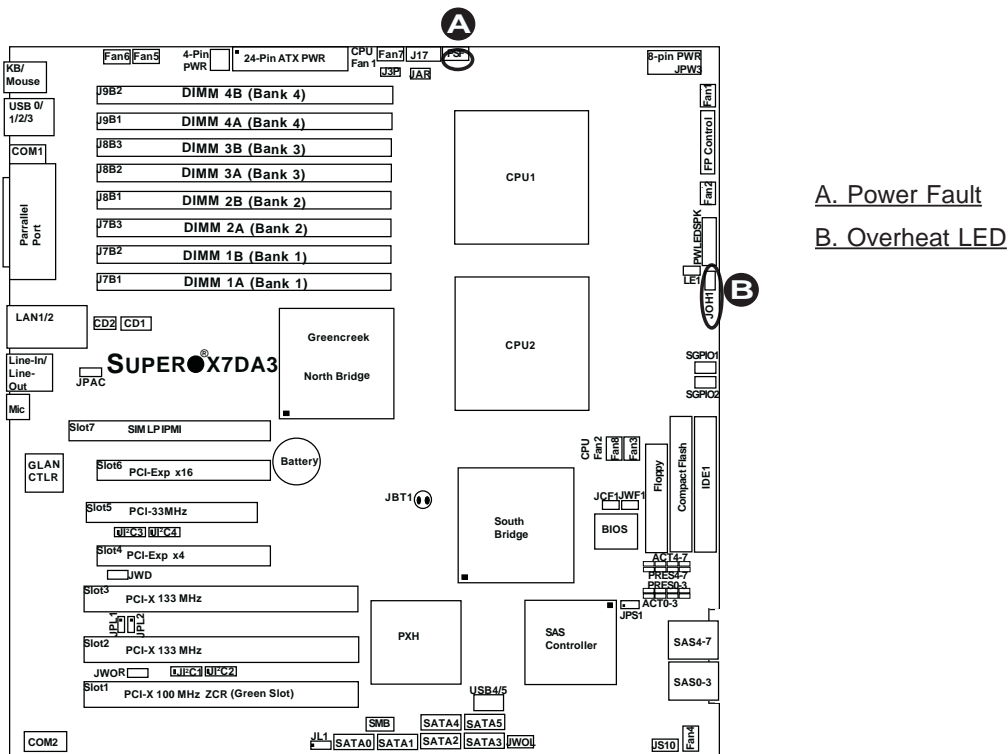 A
Fan6 Fan5
4-Pin
PWR
24-Pin ATX PWR
CPU
Fan 1
Fan7
J17
PSF
J3P
JAR
8-pin PWR
JPW3
KB/
Mouse
USB 0/
1/2/3
COM1
Parrallel
Port
J9B2 DIMM 4B (Bank 4)
J9B1 DIMM 4A (Bank 4)
J8B3 DIMM 3B (Bank 3)
J8B2 DIMM 3A (Bank 3)
J8B1 DIMM 2B (Bank 2)
J7B3 DIMM 2A (Bank 2)
J7B2 DIMM 1B (Bank 1)
J7B1 DIMM 1A (Bank 1)
CPU1
Fan1
FP Control
Fan2
PWLEDSPK
LE1
JOH1
B
A. Power Fault
B. Overheat LED
LAN1/2
CD2 CD1
SUPER®X7DA3
Greencreek
North Bridge
CPU2
Line-In/
Line-
Out
JPAC
Mic
SGPIO1
SGPIO2
Slot7 SIMLP IPMI
GLAN
CTLR
Slot6 PCI-Exp x16
Battery
CPU
Fan2
Fan8
Fan3
Floppy
Compact Flash
IDE1
Slot5 PCI-33MHz
JBT1
JCF1 JWF1
BIOS
JI²C3 JI²C4
South
Bridge
Slot4 PCI-Exp x4
JWD
ACT4-7
PRES4-7
PRES0-3
ACT0-3
JPS1
Slot3 PCI-X 133 MHz
JPL1
JPL2
PXH
SAS
Controller
SAS4-7
Slot2 PCI-X 133 MHz
JWOR
JI²C1 JI²C2
SAS0-3
Slot1 PCI-X 100 MHz ZCR (Green Slot)
USB4/5
COM2
JL1
SMB
SATA0 SATA1
SATA4 SATA5
SATA2 SATA3
JWOL
JS10
Fan4